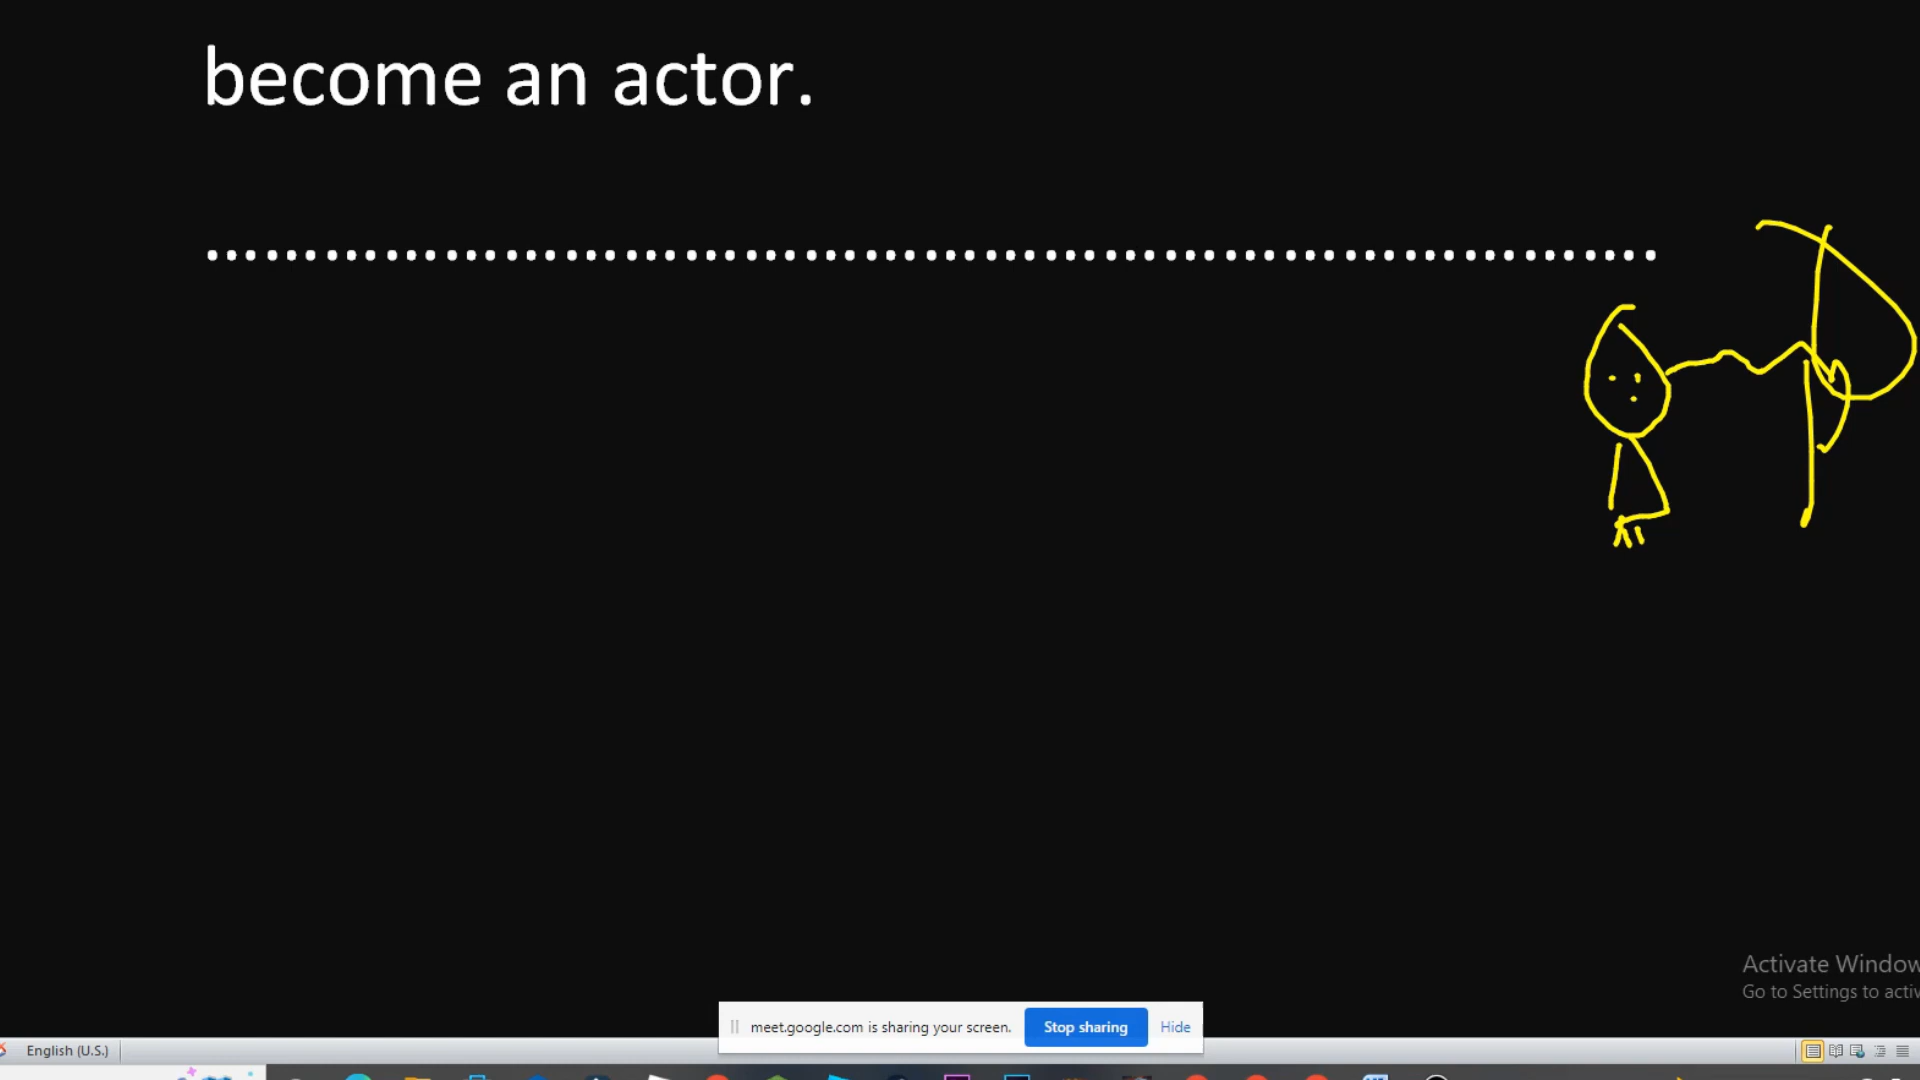 become an actor.
.........................................................................
Activate Window
Go to Settings to activ
meet.google.com is sharing your screen. Stop sharing Hide
English (U.S.)